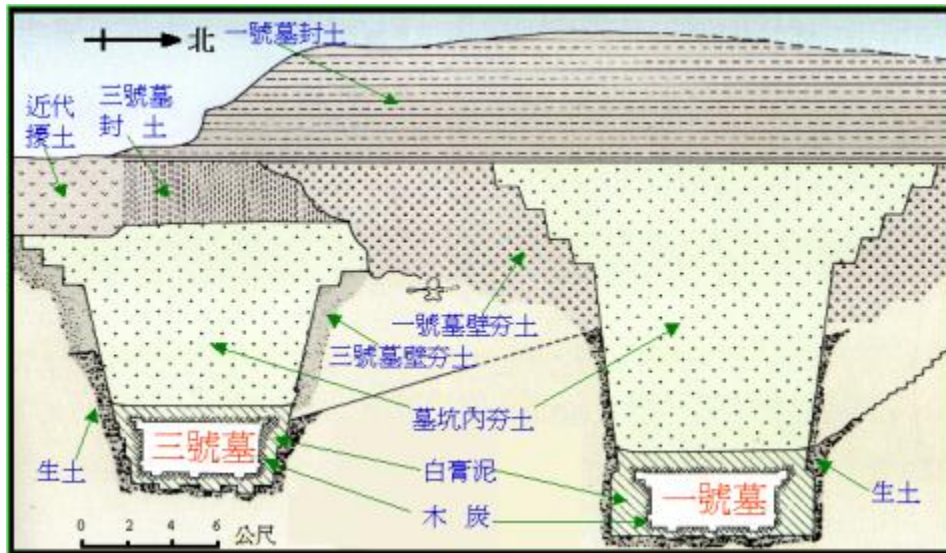 北
一號墓封土
近代
擾土
三號墓
封 土
一號墓壁夯土
三號墓壁夯土
墓坑內夯土
三號墓
白膏泥
生土
一號墓
生土
木 炭
0 2 4 6 公尺